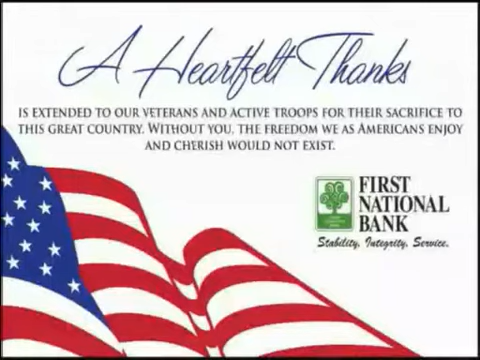 A Heartfelt Thanks
IS EXTENDED TO OUR VETERANS AND ACTIVE TROOPS FOR THEIR SACRIFICE TO
THIS GREAT COUNTRY. WITHOUT YOU, THE FREEDOM WE AS AMERICANS ENJOY
AND CHERISH WOULD NOT EXIST.
FIRST
NATIONAL
BANK
Stability. Integrity. Service.